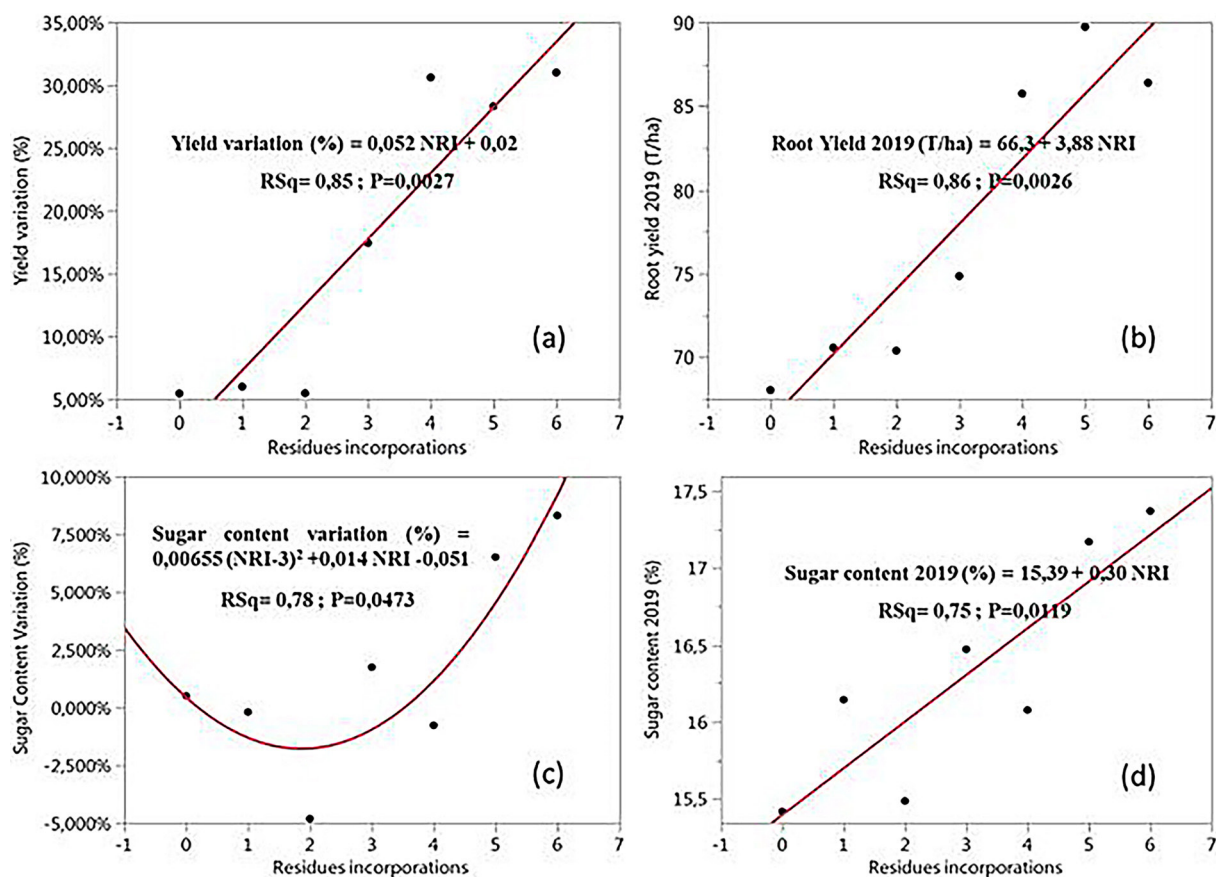 35,00%
30,00%
25,00%
20,00%
15,00%
10,00%
5,00%
Yield variation (%)
Yield variation (%) = 0,052 NRI + 0,02
RSq= 0,85 ; P=0,0027
(a)
-1 0 1 2 3 4 5 6 7
Residues incorporations
90
85
80
75
70
Root yield 2019 (T/ha)
Root Yield 2019 (T/ha) = 66,3 + 3,88 NRI
RSq= 0,86 ; P=0,0026
(b)
-1 0 1 2 3 4 5 6 7
Residues incorporations
10,000%
7,500%
5,000%
2,500%
0,000%
-2,500%
-5,000%
Sugar Content Variation (%)
Sugar content variation (%) =
0,00655 (NRI-3)² +0,014 NRI -0,051
RSq= 0,78 ; P=0,0473
(c)
-1 0 1 2 3 4 5 6 7
Residues incorporations
17,5
17
16,5
16
15,5
Sugar content 2019 (%)
Sugar content 2019 (%) = 15,39 + 0,30 NRI
RSq= 0,75 ; P=0,0119
(d)
-1 0 1 2 3 4 5 6 7
Residues incorporations